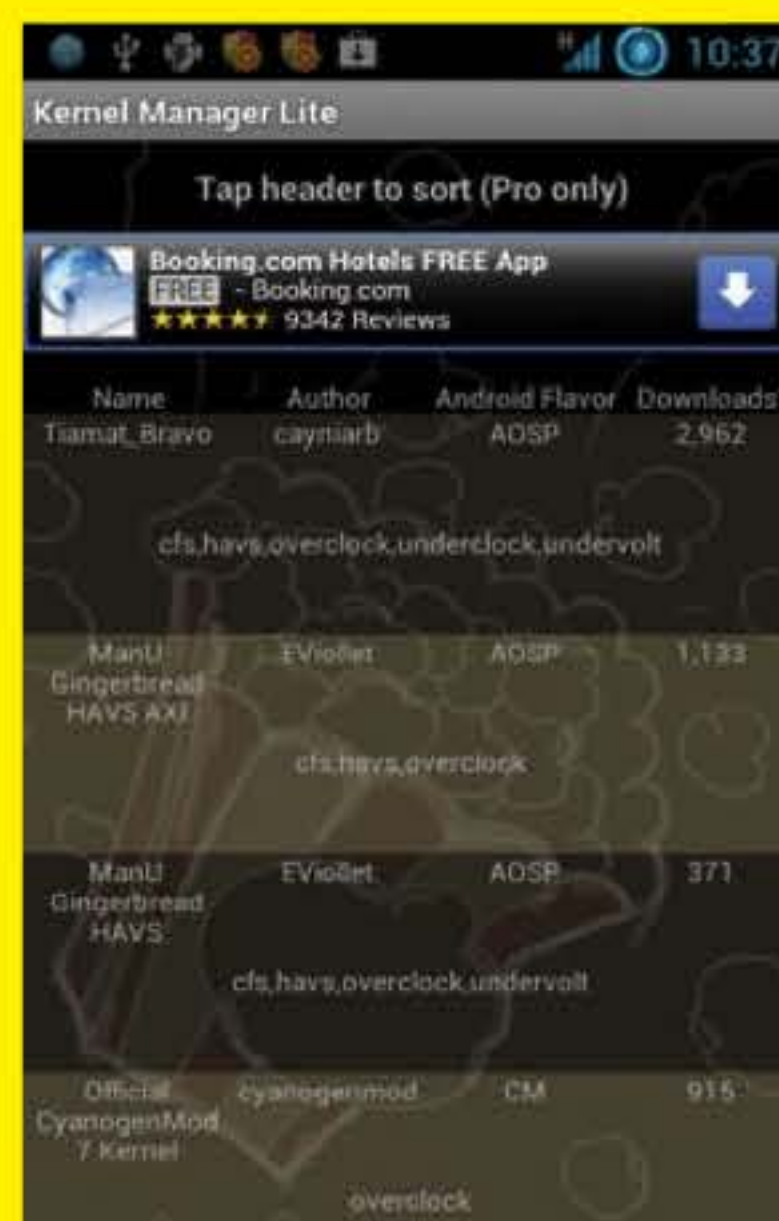 H
10:37
Kernel Manager Lite
Tap header to sort (Pro only)
Booking.com Hotels FREE App
FREE - Booking.com
9342 Reviews
Name Author Android Flavor Downloads
Tiamat_Bravo cayniarb AOSP 2,962
cfs,havs,overclock,underclock,undervolt
ManU EViollet AOSP 1,133
Gingerbread
HAVS AXI
cfs,havs,overclock
ManU EViollet AOSP 371
Gingerbread
HAVS
cfs,havs,overclock,undervolt
Official cyanogenmod CM 915
CyanogenMod
7 Kernel
overclock